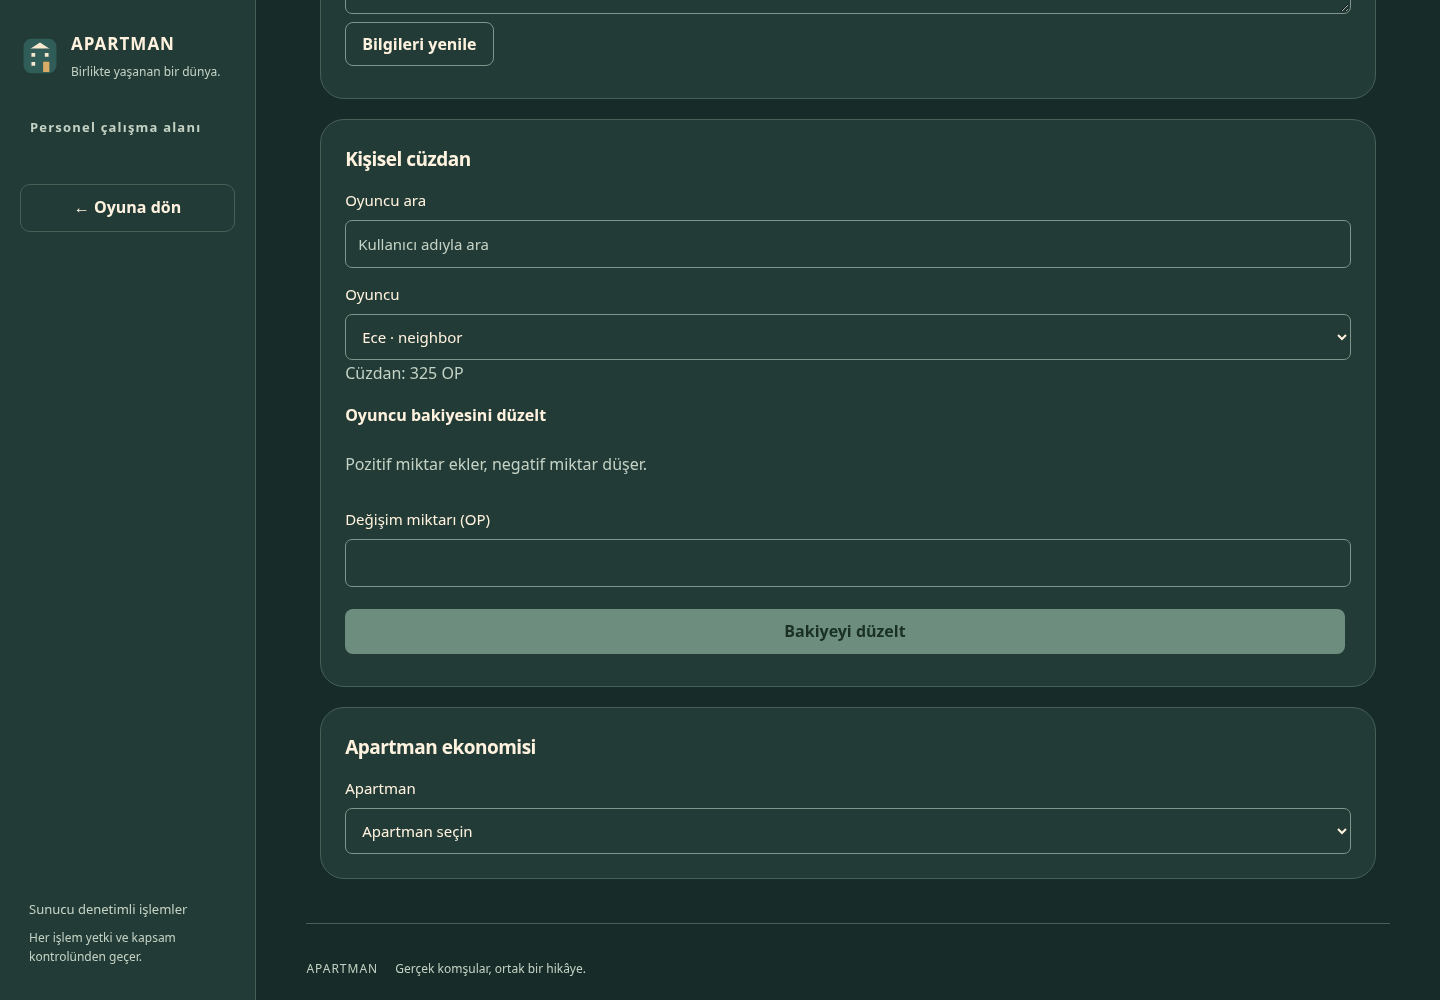 APARTMAN
Birlikte yaşanan bir dünya.
Personel çalışma alanı
← Oyuna dön
Sunucu denetimli işlemler
Her işlem yetki ve kapsam
kontrolünden geçer.
Bilgileri yenile
Kişisel cüzdan
Oyuncu ara
Kullanıcı adıyla ara
Oyuncu
Ece · neighbor
Cüzdan: 325 OP
Oyuncu bakiyesini düzelt
Pozitif miktar ekler, negatif miktar düşer.
Değişim miktarı (OP)
Bakiyeyi düzelt
Apartman ekonomisi
Apartman
Apartman seçin
APARTMAN Gerçek komşular, ortak bir hikâye.